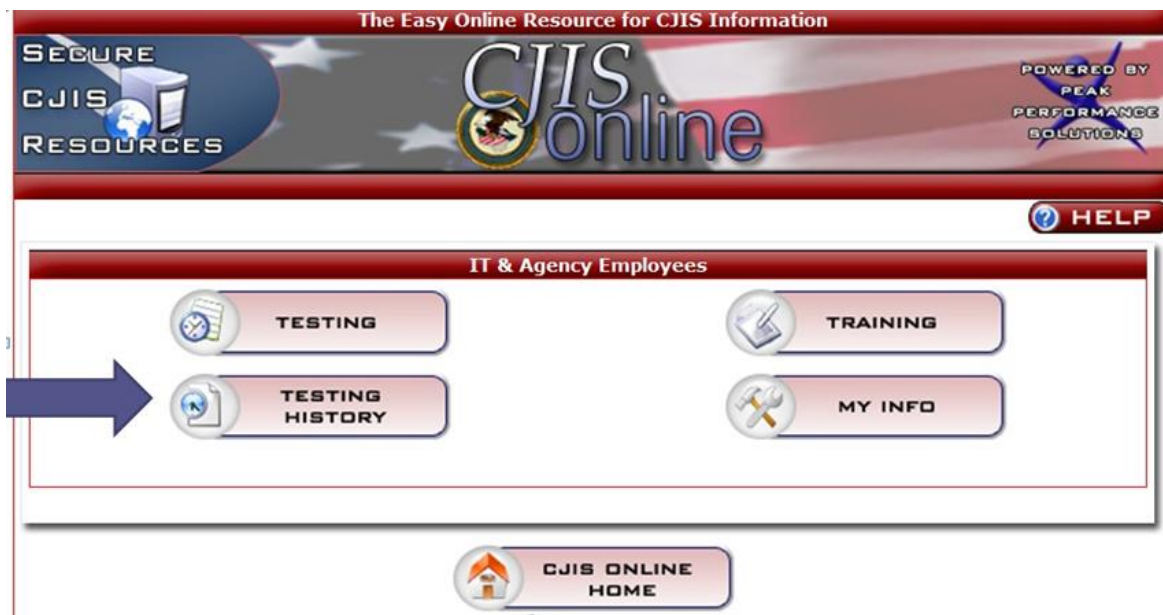 The Easy Online Resource for CJIS Information
SECURE
CJIS
RESOURCES
CJIS
online
POWERED BY
PEAK
PERFORMANCE
SOLUTIONS
HELP
IT & Agency Employees
TESTING
TRAINING
TESTING
HISTORY
MY INFO
CJIS ONLINE
HOME